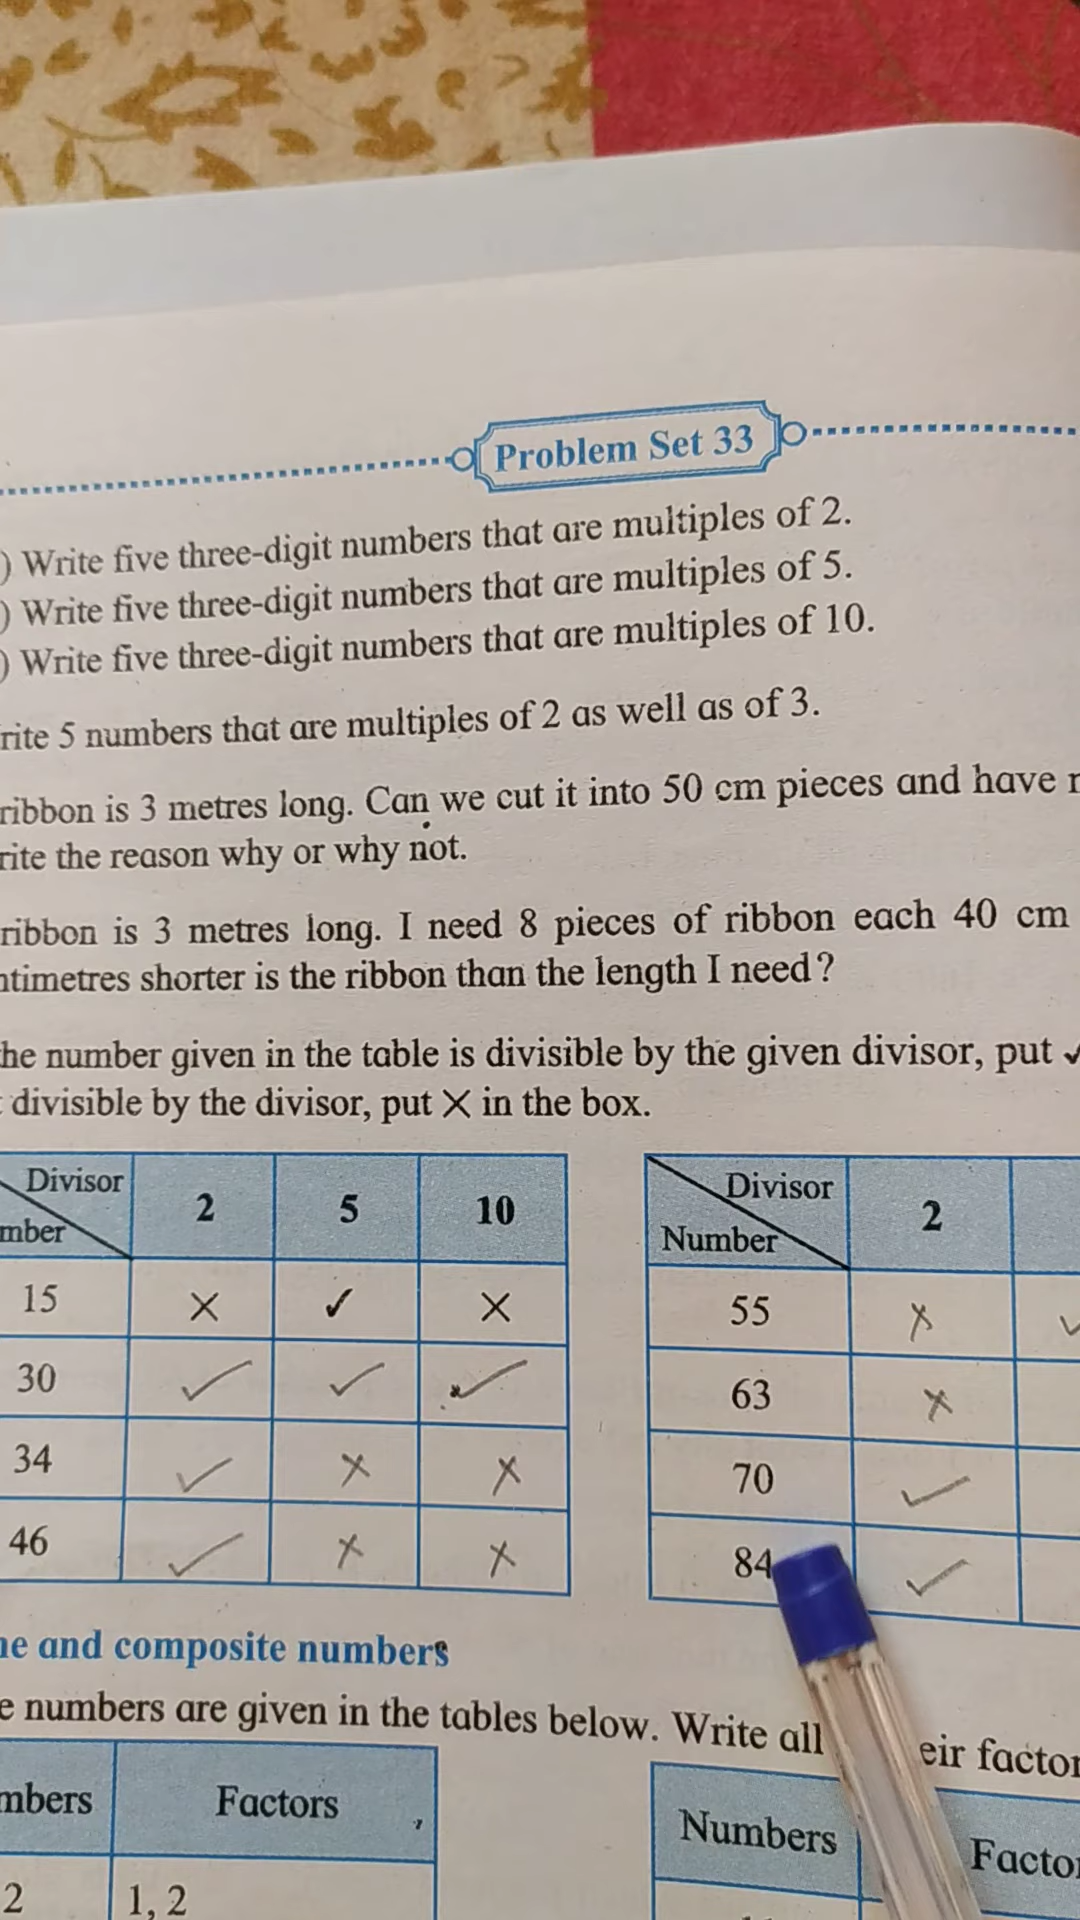 Problem Set 33
) Write five three-digit numbers that are multiples of 2.
) Write five three-digit numbers that are multiples of 5.
) Write five three-digit numbers that are multiples of 10.
rite 5 numbers that are multiples of 2 as well as of 3.
ribbon is 3 metres long. Can we cut it into 50 cm pieces and have
rite the reason why or why not.
ribbon is 3 metres long. I need 8 pieces of ribbon each 40 cm
ntimetres shorter is the ribbon than the length I need?
he number given in the table is divisible by the given divisor, put ✓
divisible by the divisor, put ✕ in the box.
Divisor
mber
2 5 10
15 ✕ ✓ ✕
30 ✓ ✓ ✓
34 ✓ ✕ ✕
46 ✓ ✕ ✕
Divisor
Number
2
55 ✕ ✓
63 ✕
70 ✓
84 ✓
ne and composite numbers
e numbers are given in the tables below. Write all eir factor
mbers Factors
2 1, 2
Numbers Factor